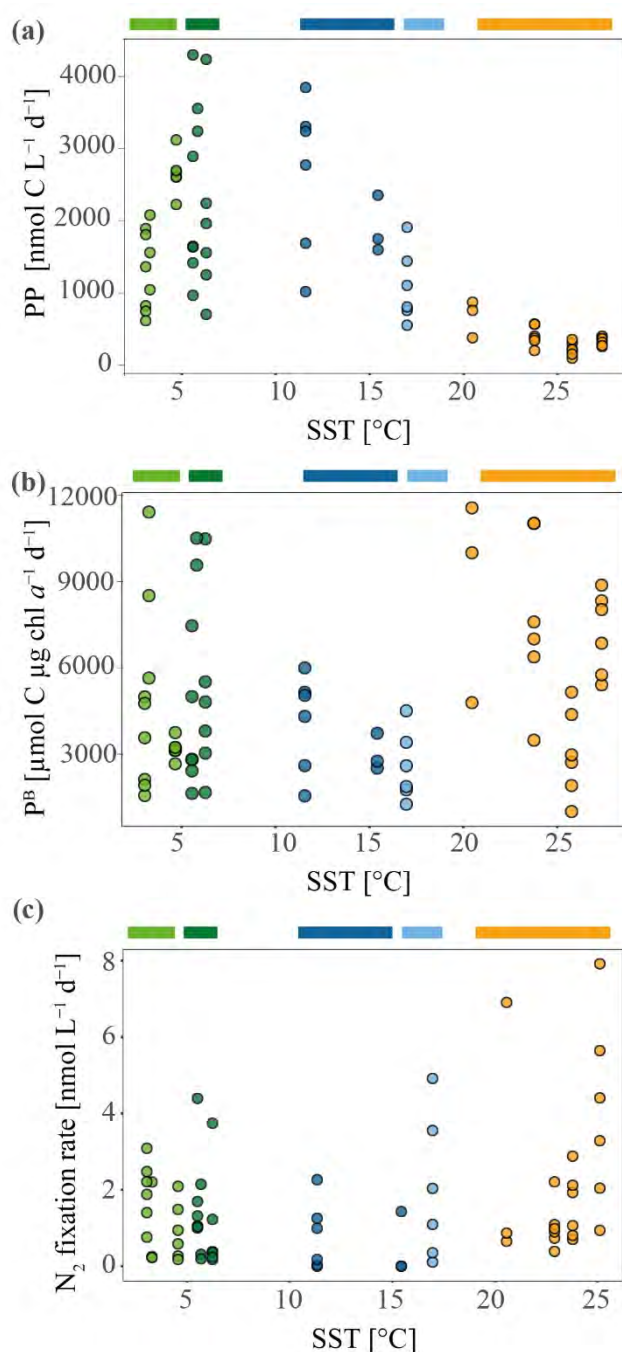 (a)
4000
3000
2000
1000
0
PP [nmol C L⁻¹ d⁻¹]
5 10 15 20 25
SST [°C]
(b)
12000
9000
6000
3000
Pᴮ [µmol C µg chl a⁻¹ d⁻¹]
5 10 15 20 25
SST [°C]
(c)
8
6
4
2
0
N₂ fixation rate [nmol L⁻¹ d⁻¹]
5 10 15 20 25
SST [°C]